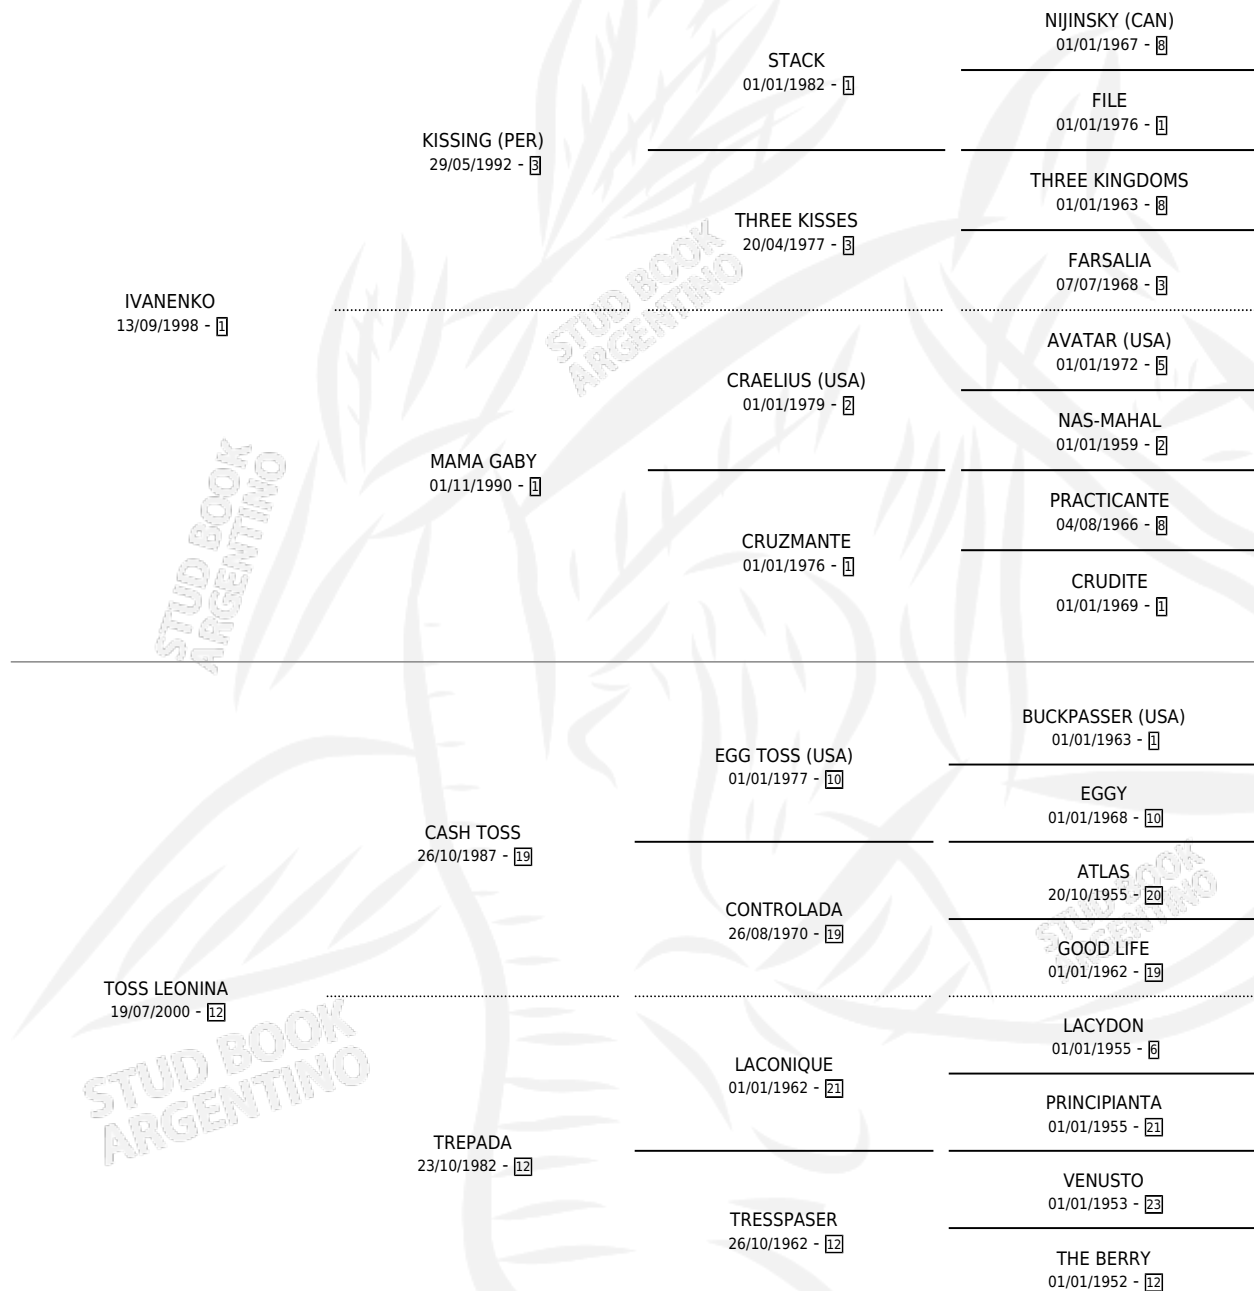 NIJINSKY (CAN)
01/01/1967 - 8
STACK
01/01/1982 - 1
FILE
01/01/1976 - 1
KISSING (PER)
29/05/1992 - 3
THREE KINGDOMS
01/01/1963 - 8
THREE KISSES
20/04/1977 - 3
FARSALIA
07/07/1968 - 3
IVANENKO
13/09/1998 - 1
AVATAR (USA)
01/01/1972 - 5
CRAELIUS (USA)
01/01/1979 - 2
NAS-MAHAL
01/01/1959 - 2
MAMA GABY
01/11/1990 - 1
PRACTICANTE
04/08/1966 - 8
CRUZMANTE
01/01/1976 - 1
CRUDITE
01/01/1969 - 1
BUCKPASSER (USA)
01/01/1963 - 1
EGG TOSS (USA)
01/01/1977 - 10
EGGY
01/01/1968 - 10
CASH TOSS
26/10/1987 - 19
ATLAS
20/10/1955 - 20
CONTROLADA
26/08/1970 - 19
GOOD LIFE
01/01/1962 - 19
TOSS LEONINA
19/07/2000 - 12
LACYDON
01/01/1955 - 6
LACONIQUE
01/01/1962 - 21
PRINCIPIANTA
01/01/1955 - 21
TREPADA
23/10/1982 - 12
VENUSTO
01/01/1953 - 23
TRESSPASER
26/10/1962 - 12
THE BERRY
01/01/1952 - 12
STUD BOOK
ARGENTINO
STUD BOOK
ARGENTINO
STUD BOOK
ARGENTINO
STUD BOOK
ARGENTINO